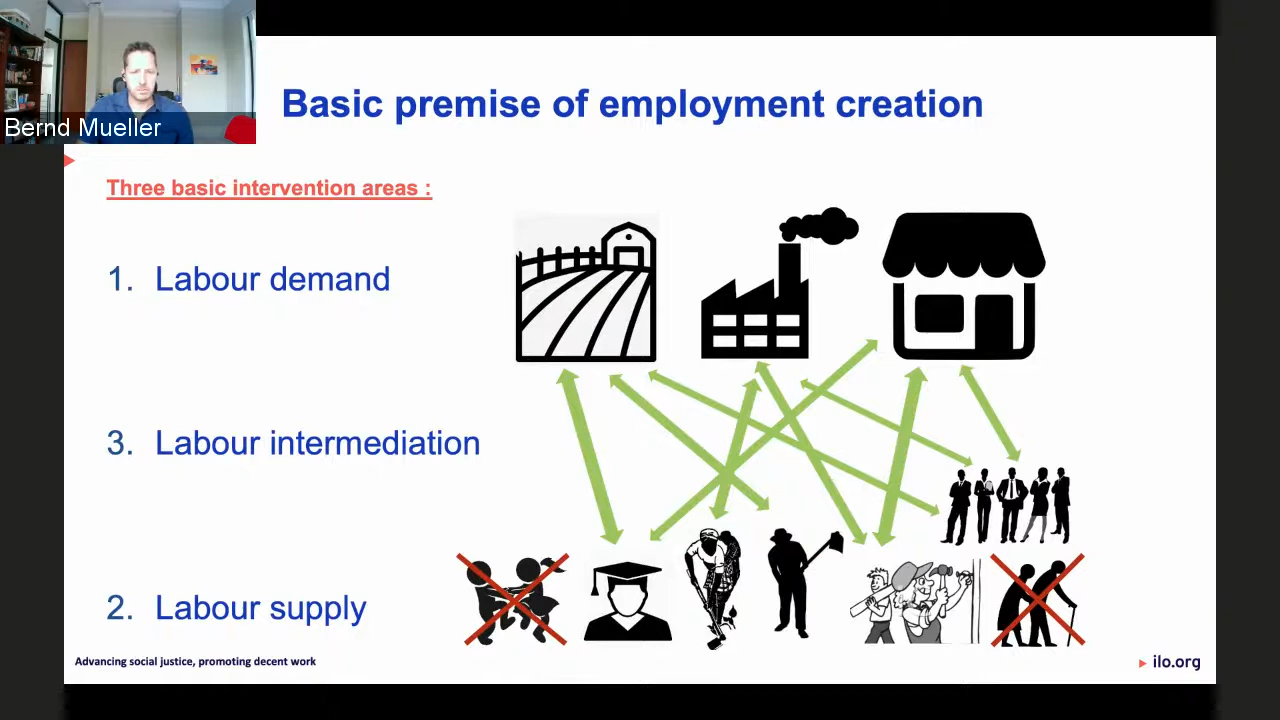 Bernd Mueller
Basic premise of employment creation
Three basic intervention areas :
1. Labour demand
3. Labour intermediation
2. Labour supply
Advancing social justice, promoting decent work
ilo.org